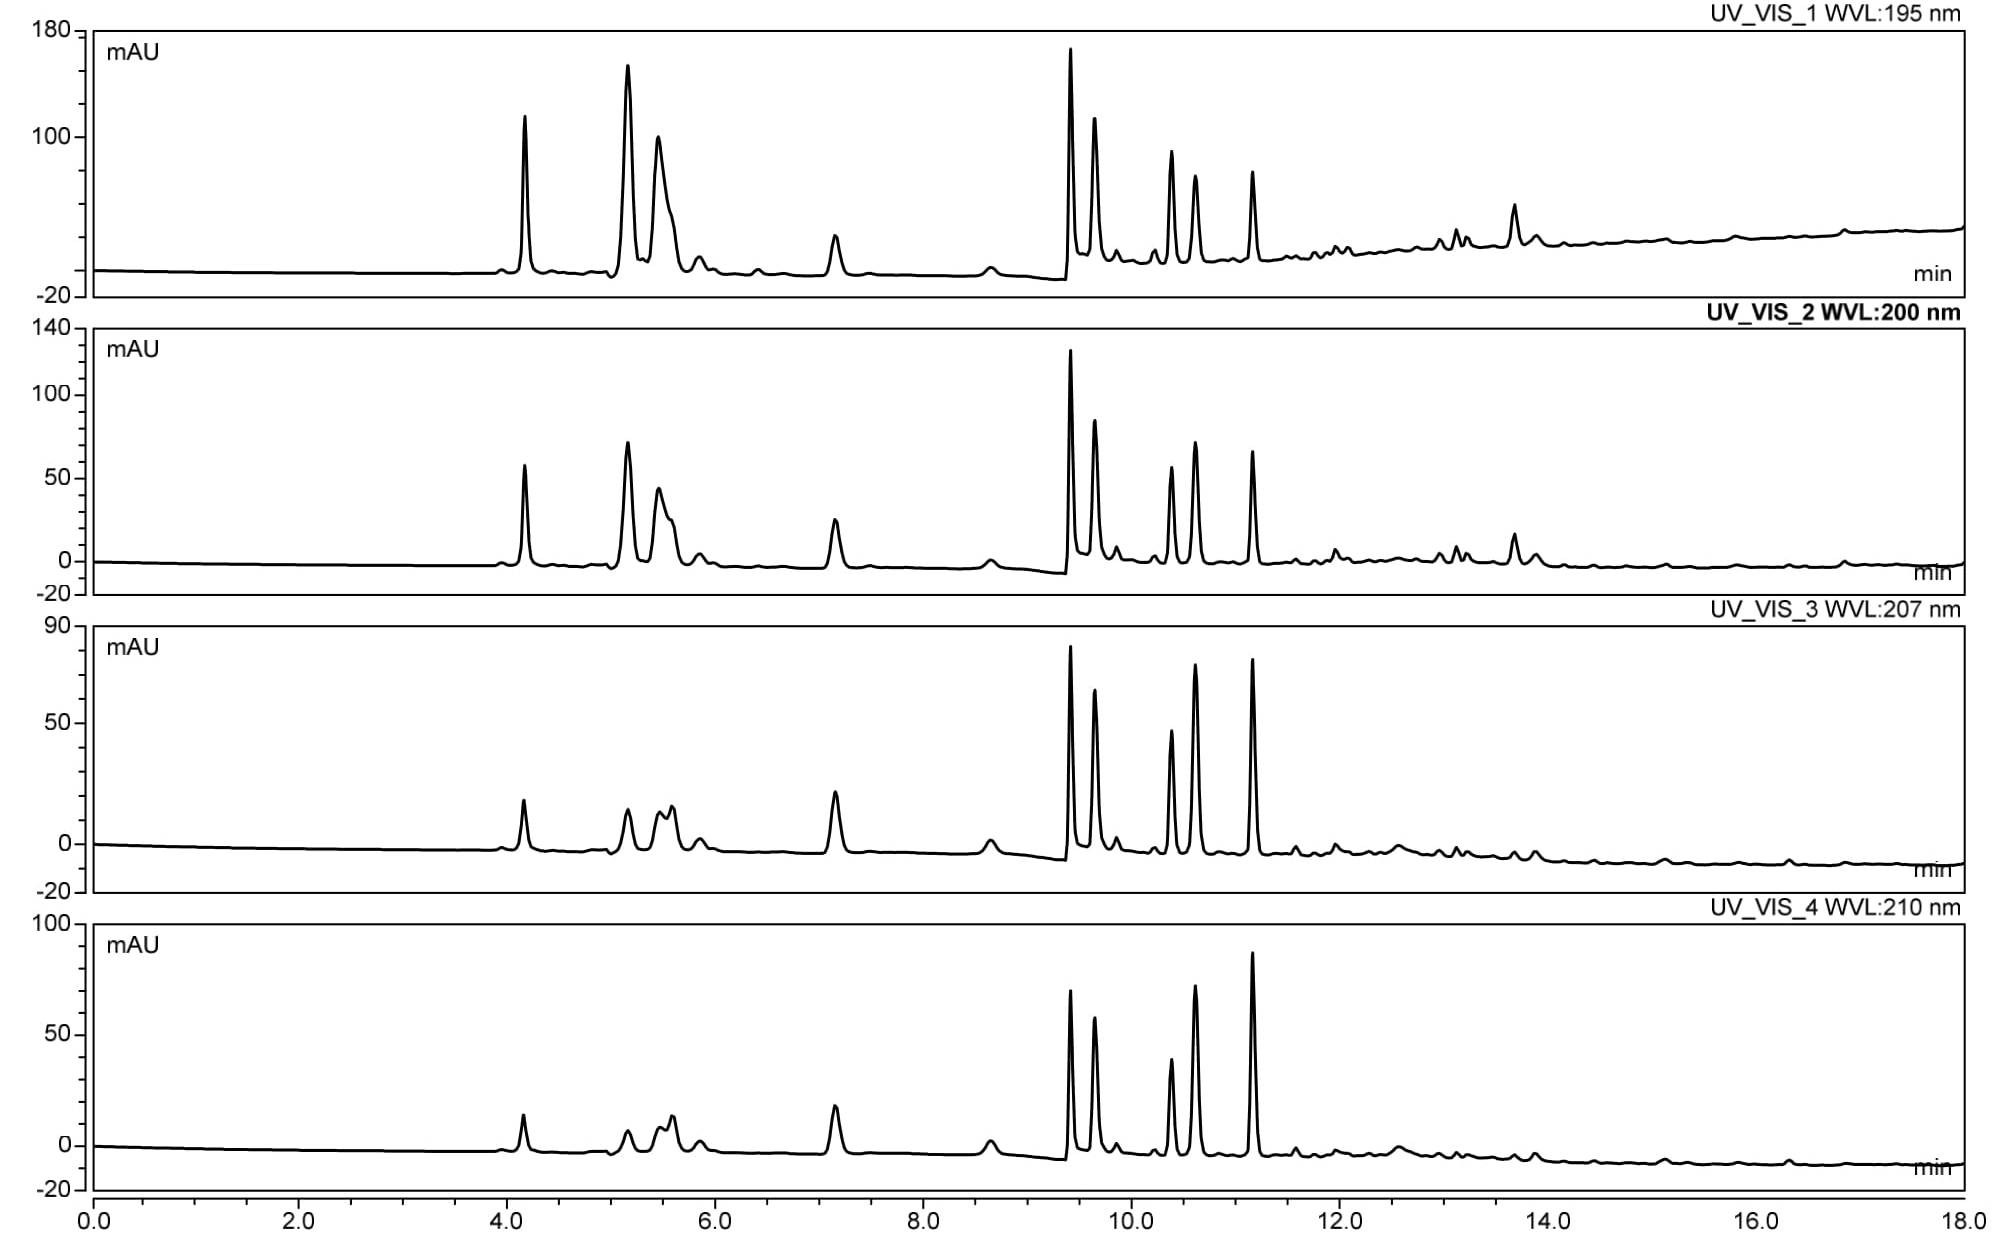 UV_VIS_1 WVL:195 nm
180
mAU
100
min
-20
UV_VIS_2 WVL:200 nm
140
mAU
100
50
0
min
-20
UV_VIS_3 WVL:207 nm
90
mAU
50
0
min
-20
UV_VIS_4 WVL:210 nm
100
mAU
50
0
min
-20
0.0 2.0 4.0 6.0 8.0 10.0 12.0 14.0 16.0 18.0